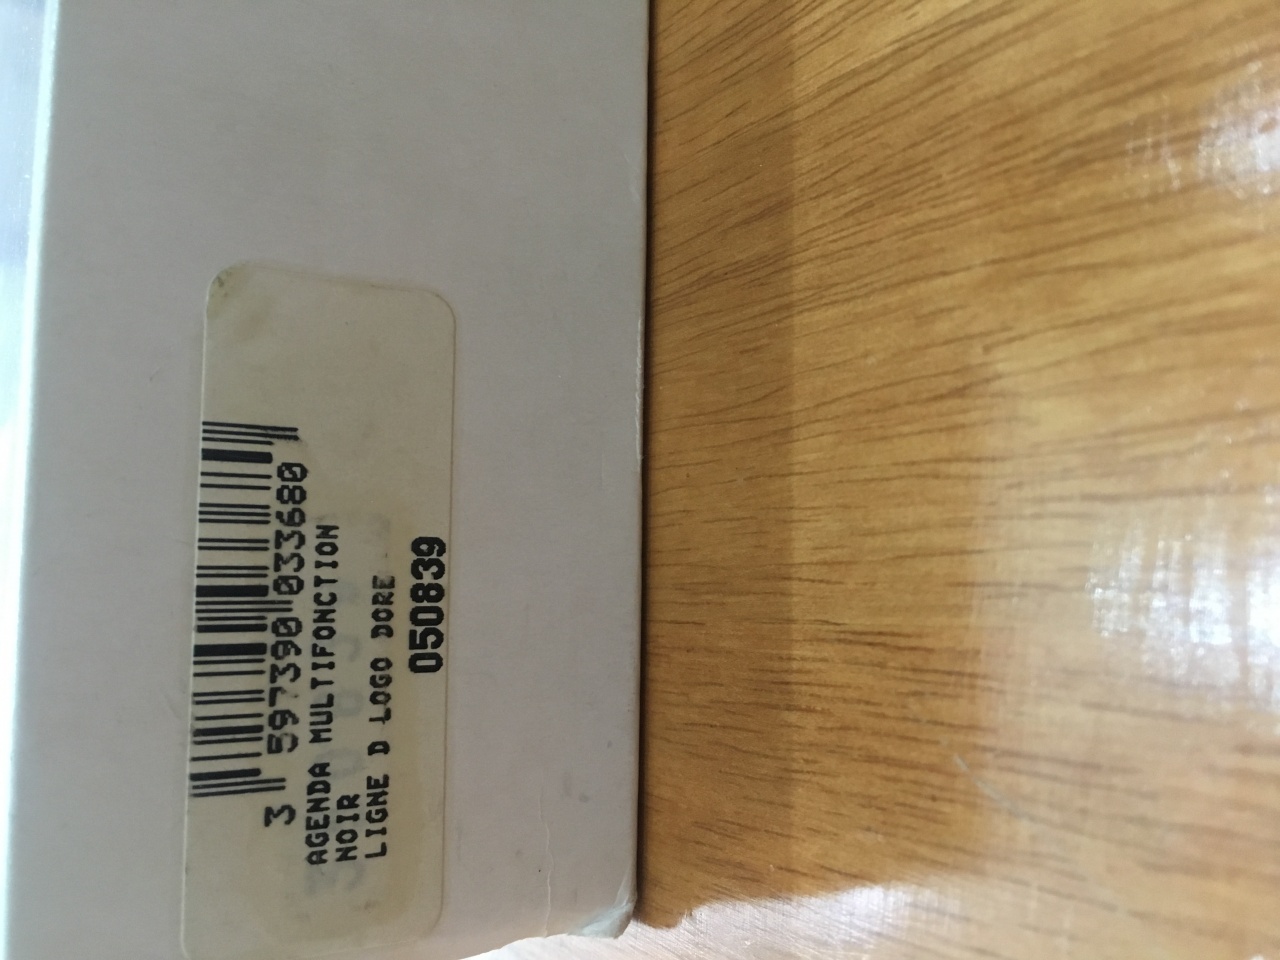 3 597390 033680
AGENDA MULTIFONCTION
NOIR
LIGNE D LOGO DORE
050839